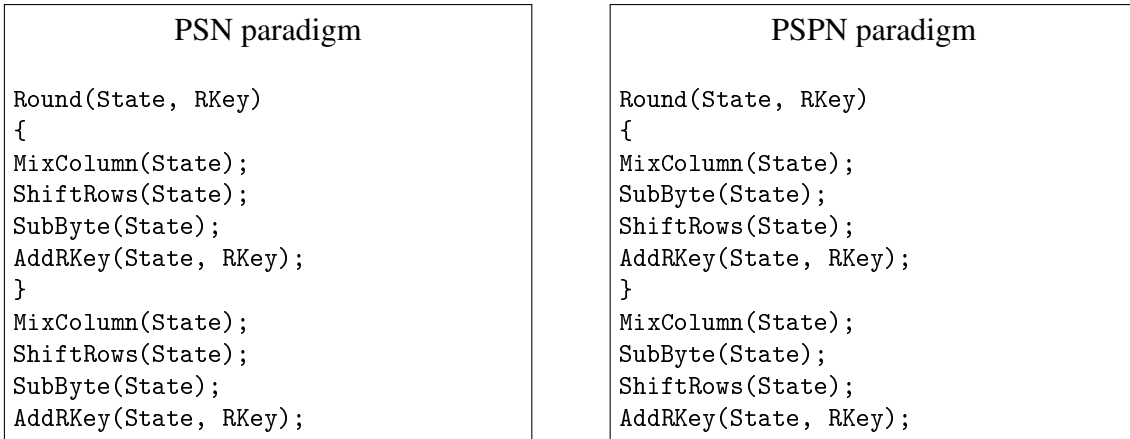 PSN paradigm
Round(State, RKey)
{
MixColumn(State);
ShiftRows(State);
SubByte(State);
AddRKey(State, RKey);
}
MixColumn(State);
ShiftRows(State);
SubByte(State);
AddRKey(State, RKey);
PSPN paradigm
Round(State, RKey)
{
MixColumn(State);
SubByte(State);
ShiftRows(State);
AddRKey(State, RKey);
}
MixColumn(State);
SubByte(State);
ShiftRows(State);
AddRKey(State, RKey);